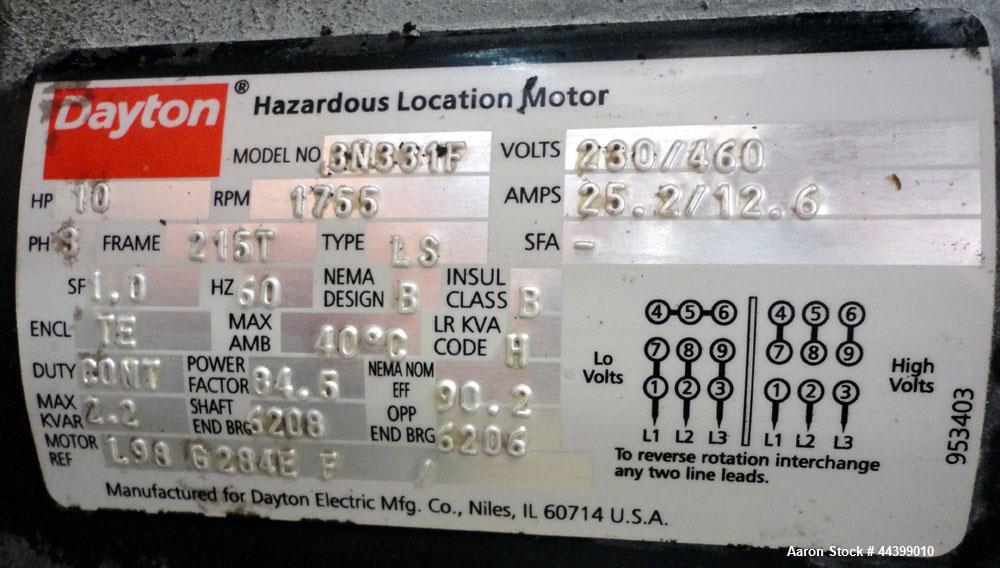 Dayton® Hazardous Location Motor
MODEL NO 3N331F VOLTS 230/460
HP 10 RPM 1755 AMPS 25.2/12.6
PH 3 FRAME 215T TYPE LS SFA -
SF 1.0 HZ 60 NEMA DESIGN B INSUL CLASS B
ENCL TE MAX AMB 40°C LR KVA CODE H
DUTY CONT POWER FACTOR 84.5 NEMA NOM EFF 90.2
MAX KVAR 2.2 SHAFT END BRG 6208 OPP END BRG 6206
MOTOR REF L98 G284E F /
Lo Volts
4 5 6
7 8 9
1 2 3
L1 L2 L3
4 5 6
7 8 9
1 2 3
L1 L2 L3
High Volts
To reverse rotation interchange
any two line leads.
953403
Manufactured for Dayton Electric Mfg. Co., Niles, IL 60714 U.S.A.
Aaron Stock # 44399010